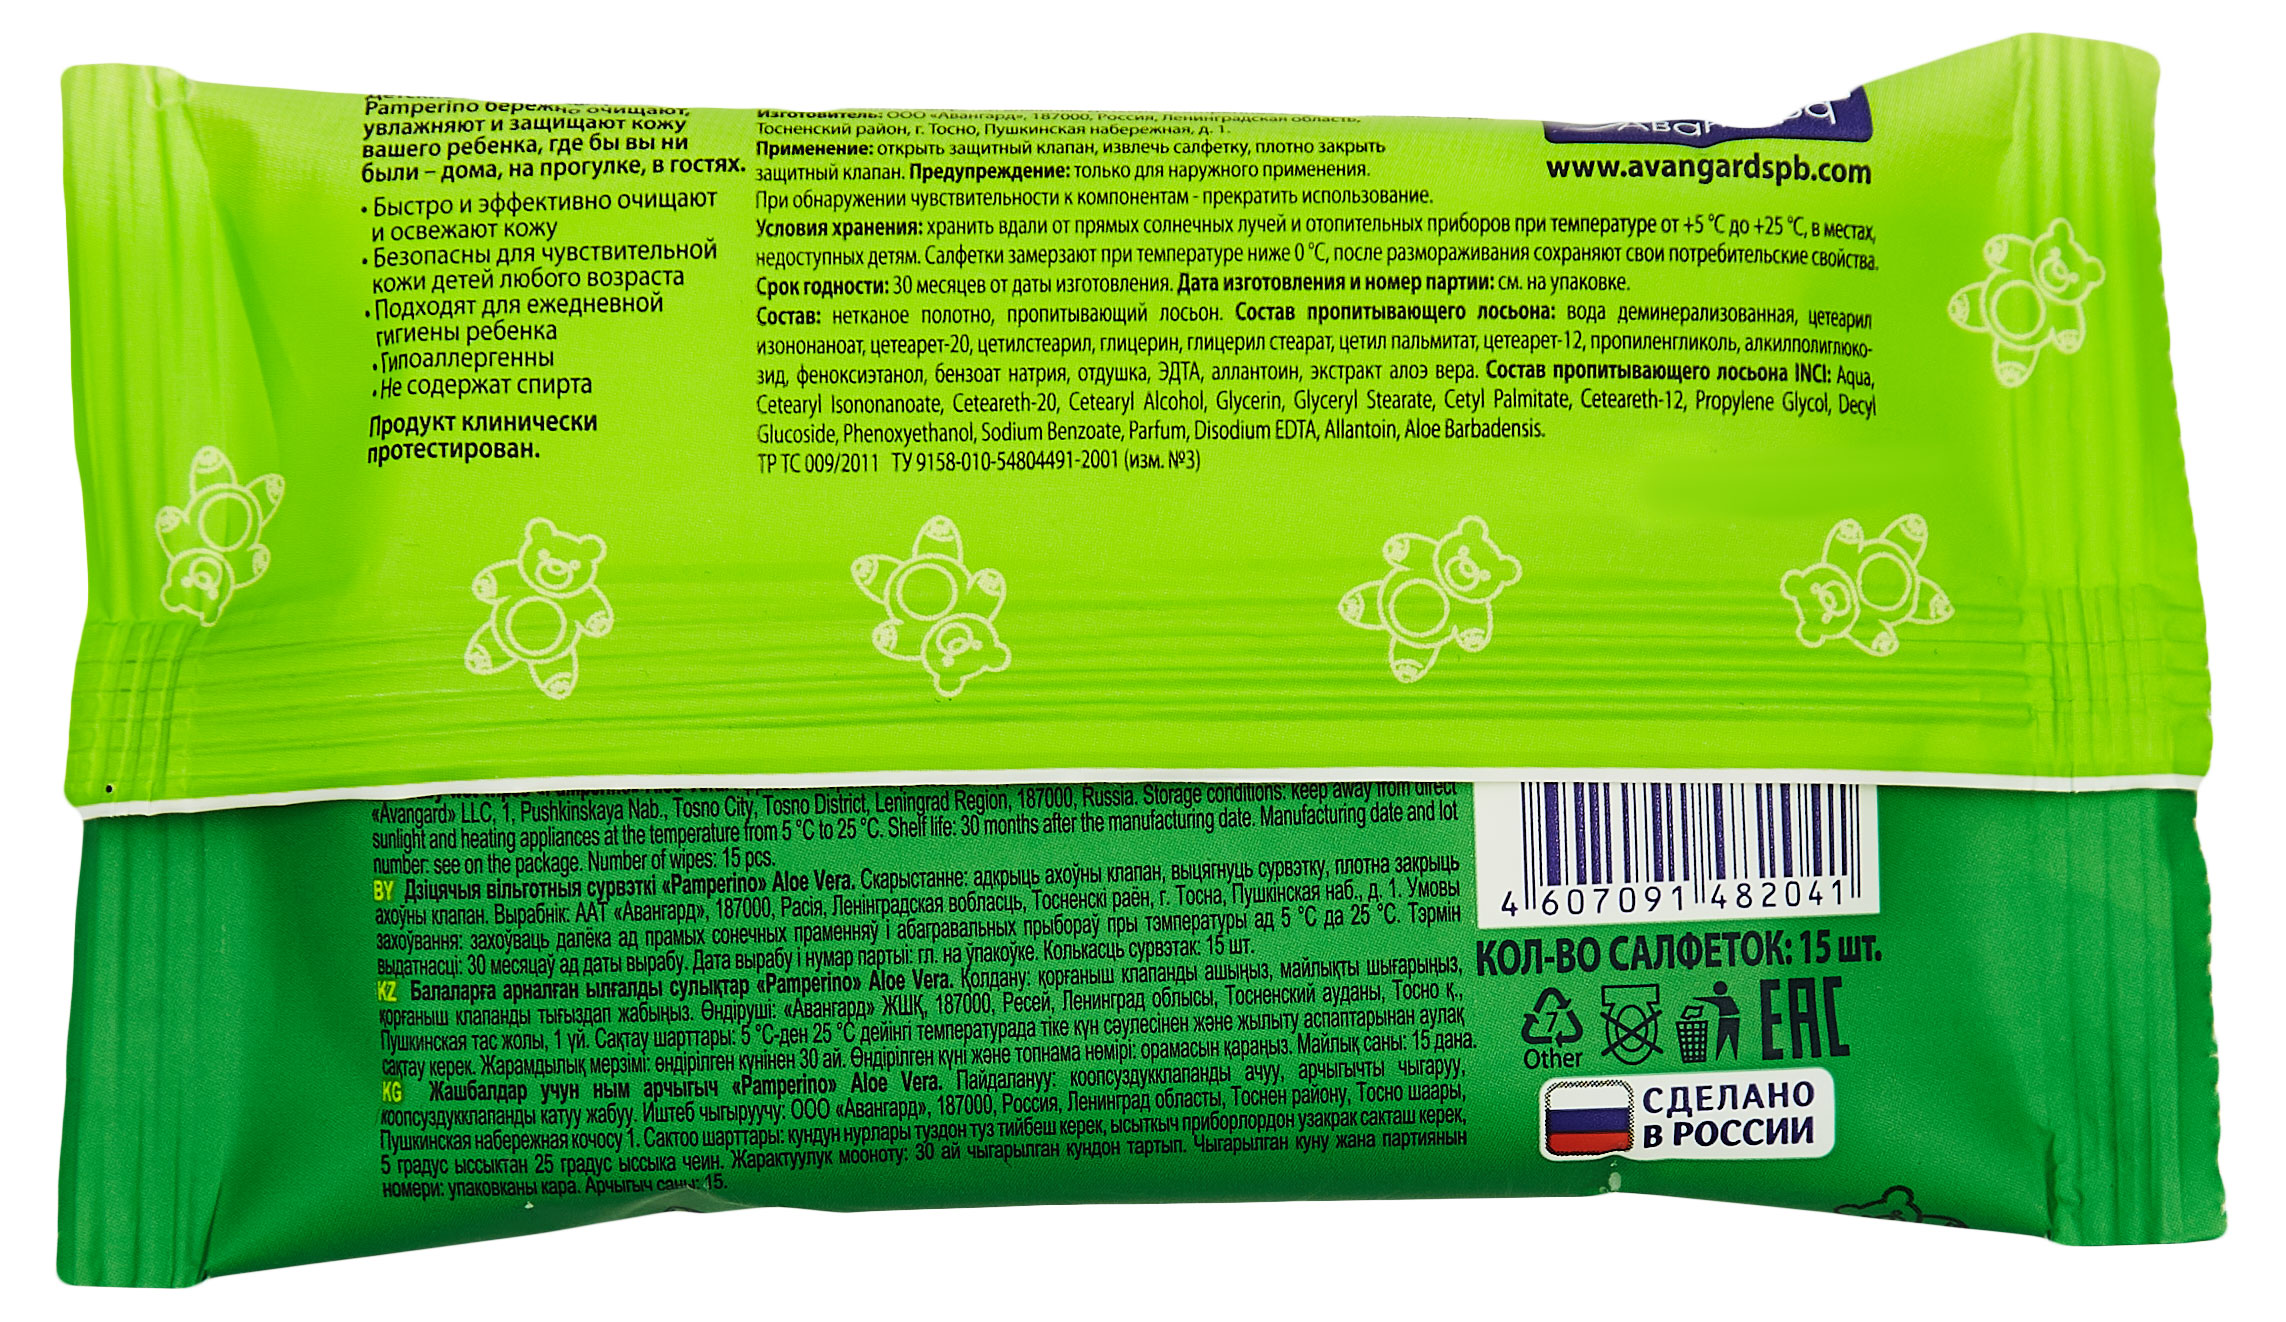 Pamperino бережно очищают,
увлажняют и защищают кожу
вашего ребенка, где бы вы ни
были – дома, на прогулке, в гостях.
• Быстро и эффективно очищают
и освежают кожу
• Безопасны для чувствительной
кожи детей любого возраста
• Подходят для ежедневной
гигиены ребенка
• Гипоаллергенны
• Не содержат спирта
Продукт клинически
протестирован.
Изготовитель: ООО «Авангард», 187000, Россия, Ленинградская область,
Тосненский район, г. Тосно, Пушкинская набережная, д. 1.
Применение: открыть защитный клапан, извлечь салфетку, плотно закрыть
защитный клапан. Предупреждение: только для наружного применения.
При обнаружении чувствительности к компонентам - прекратить использование.
Условия хранения: хранить вдали от прямых солнечных лучей и отопительных приборов при температуре от +5 °С до +25 °С, в местах,
недоступных детям. Салфетки замерзают при температуре ниже 0 °С, после размораживания сохраняют свои потребительские свойства.
Срок годности: 30 месяцев от даты изготовления. Дата изготовления и номер партии: см. на упаковке.
Состав: нетканое полотно, пропитывающий лосьон. Состав пропитывающего лосьона: вода деминерализованная, цетеарил
изононаноат, цетеарет-20, цетилстеарил, глицерин, глицерил стеарат, цетил пальмитат, цетеарет-12, пропиленгликоль, алкилполиглюко-
зид, феноксиэтанол, бензоат натрия, отдушка, ЭДТА, аллантоин, экстракт алоэ вера. Состав пропитывающего лосьона INCI: Aqua,
Cetearyl Isononanoate, Ceteareth-20, Cetearyl Alcohol, Glycerin, Glyceryl Stearate, Cetyl Palmitate, Ceteareth-12, Propylene Glycol, Decyl
Glucoside, Phenoxyethanol, Sodium Benzoate, Parfum, Disodium EDTA, Allantoin, Aloe Barbadensis.
ТР ТС 009/2011 ТУ 9158-010-54804491-2001 (изм. №3)
www.avangardspb.com
«Avangard» LLC, 1, Pushkinskaya Nab., Tosno City, Tosno District, Leningrad Region, 187000, Russia. Storage conditions: keep away from direct
sunlight and heating appliances at the temperature from 5 °C to 25 °C. Shelf life: 30 months after the manufacturing date. Manufacturing date and lot
number: see on the package. Number of wipes: 15 pcs.
BY Дзіцячыя вільготныя сурвэткі «Pamperino» Aloe Vera. Скарыстанне: адкрыць ахоўны клапан, выцягнуць сурвэтку, плотна закрыць
ахоўны клапан. Вырабнік: ААТ «Авангард», 187000, Расія, Ленінградская вобласць, Тосненскі раён, г. Тосна, Пушкінская наб., д. 1. Умовы
захоўвання: захоўваць далёка ад прамых сонечных праменняў і абагравальных прыбораў пры тэмпературы ад 5 °С да 25 °С. Тэрмін
выдатнасці: 30 месяцаў ад даты вырабу. Дата вырабу і нумар партыі: гл. на ўпакоўке. Колькасць сурвэтак: 15 шт.
KZ Балаларға арналған ылғалды сулықтар «Pamperino» Aloe Vera. Қолдану: қорғаныш клапанды ашыңыз, майлықты шығарыңыз,
қорғаныш клапанды тығыздап жабыңыз. Өндіруші: «Авангард» ЖШҚ, 187000, Ресей, Ленинград облысы, Тосненский ауданы, Тосно қ.,
Пушкинская тас жолы, 1 үй. Сақтау шарттары: 5 °С-ден 25 °С дейінгі температурада тіке күн сәулесінен және жылыту аспаптарынан аулақ
сақтау керек. Жарамдылық мерзімі: өндірілген күнінен 30 ай. Өндірілген күні және топнама немірі: орамасын қараңыз. Майлық саны: 15 дана.
KG Жашбалдар учун ным арчыгыч «Pamperino» Aloe Vera. Пайдалануу: коопсуздукклапанды ачуу, арчыгычты чыгаруу,
коопсуздукклапанды катуу жабуу. Иштеб чыгыруучу: ООО «Авангард», 187000, Россия, Ленинград областы, Тоснен району, Тосно шаары,
Пушкинская набережная кочосу 1. Сактоо шарттары: кундун нурлары туздон туз тийбеш керек, ысыткыч приборлордон узакрак сакташ керек,
5 градус ыссыктан 25 градус ыссыка чеин. Жарактуулук мооноту: 30 ай чыгарылган кундон тартып. Чыгарылган куну жана партиянын
номери: упаковканы кара. Арчыгыч саны: 15.
4 607091 482041
КОЛ-ВО САЛФЕТОК: 15 шт.
7
Other
EAC
СДЕЛАНО
В РОССИИ